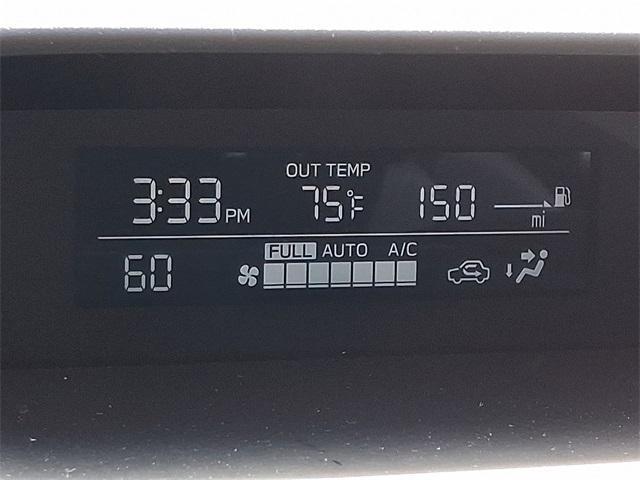 OUT TEMP
3:33 PM 75°F 150 mi
FULL AUTO A/C
60